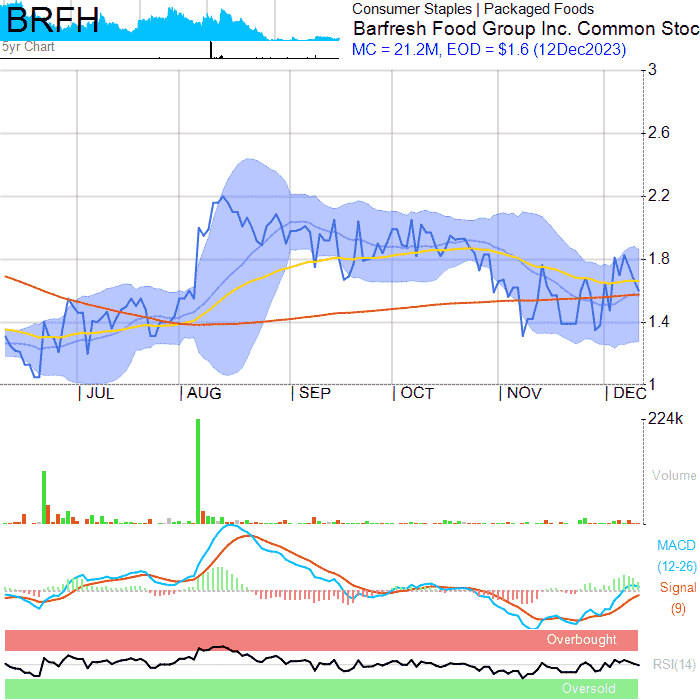 BRFH
5yr Chart
Consumer Staples | Packaged Foods
Barfresh Food Group Inc. Common Stoc
MC = 21.2M, EOD = $1.6 (12Dec2023)
3
2.6
2.2
1.8
1.4
1
JUL AUG SEP OCT NOV DEC
224k
Volume
MACD
(12-26)
Signal
(9)
Overbought
RSI(14)
Oversold